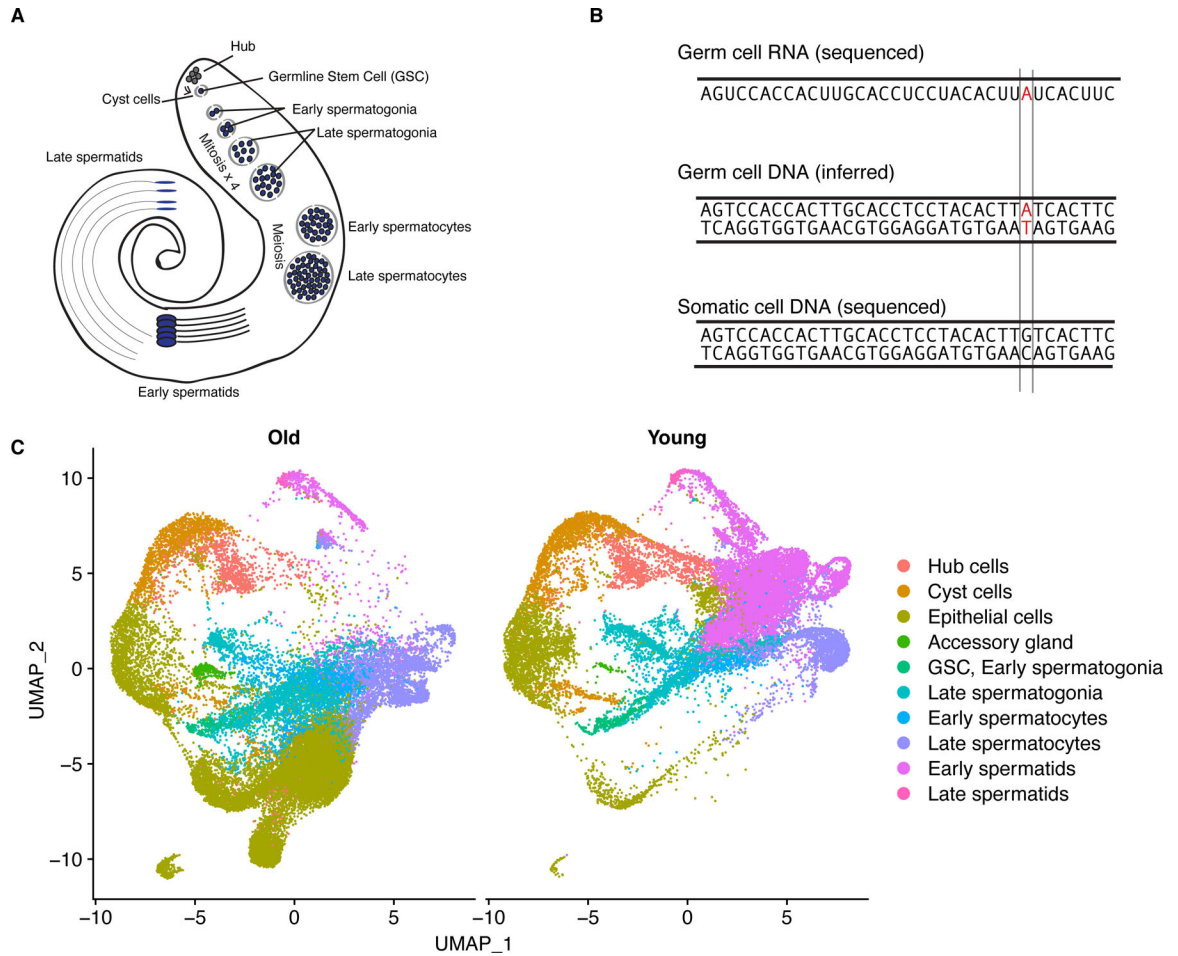 A
Hub
Germline Stem Cell (GSC)
Cyst cells
Early spermatogonia
Late spermatogonia
Mitosis x 4
Late spermatids
Early spermatocytes
Meiosis
Late spermatocytes
Early spermatids
B
Germ cell RNA (sequenced)
AGUCCACCACUUGCACCUCCUACACUUAUCACUUC
Germ cell DNA (inferred)
AGTCCACCACTTGCACCTCCTACACTTATCACTTC
TCAGGTGGTGAACGTGGAGGATGTGAATAGTGAAG
Somatic cell DNA (sequenced)
AGTCCACCACTTGCACCTCCTACACTTGTCACTTC
TCAGGTGGTGAACGTGGAGGATGTGAACAGTGAAG
C
Old
Young
UMAP_2
10
5
0
−5
−10
−10
−5
0
5
−10
−5
0
5
UMAP_1
Hub cells
Cyst cells
Epithelial cells
Accessory gland
GSC, Early spermatogonia
Late spermatogonia
Early spermatocytes
Late spermatocytes
Early spermatids
Late spermatids